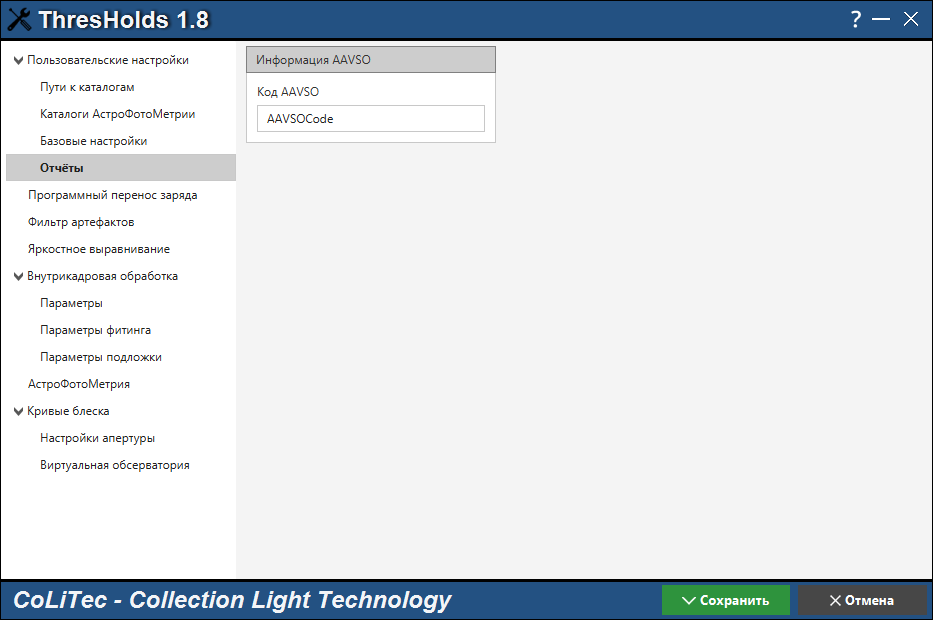 ThresHolds 1.8
?
Пользовательские настройки
Пути к каталогам
Каталоги АстроФотоМетрии
Базовые настройки
Отчёты
Программный перенос заряда
Фильтр артефактов
Яркостное выравнивание
Внутрикадровая обработка
Параметры
Параметры фитинга
Параметры подложки
АстроФотоМетрия
Кривые блеска
Настройки апертуры
Виртуальная обсерватория
Информация AAVSO
Код AAVSO
AAVSOCode
CoLiTec - Collection Light Technology
Сохранить
Отмена